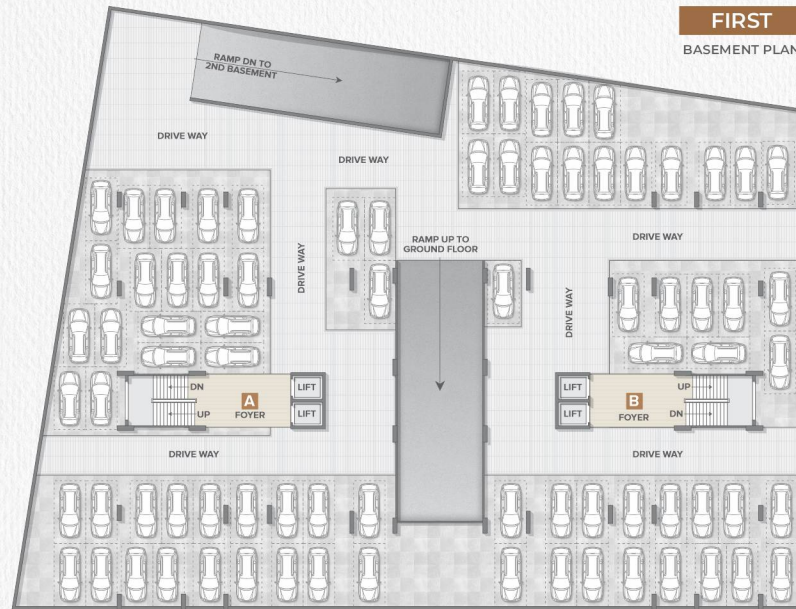 FIRST
BASEMENT PLAN
RAMP DN TO
2ND BASEMENT
DRIVE WAY
DRIVE WAY
RAMP UP TO
GROUND FLOOR
DRIVE WAY
DRIVE WAY
DRIVE WAY
DN
UP
A
FOYER
LIFT
LIFT
LIFT
LIFT
B
FOYER
UP
DN
DRIVE WAY
DRIVE WAY